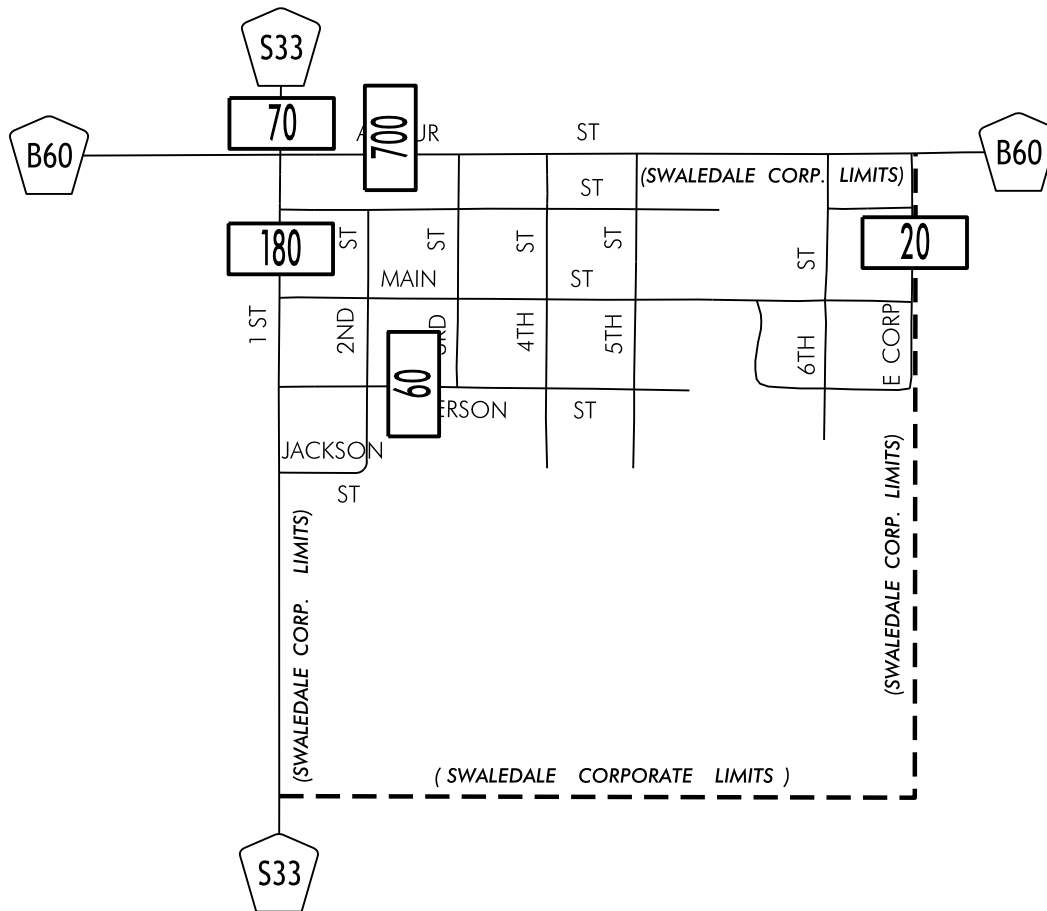 S33
70
700
UR ST
B60
B60
ST
(SWALEDALE CORP. LIMITS)
180
ST
ST
ST
ST
ST
20
MAIN ST
1 ST
2ND
RD
4TH
5TH
6TH
E CORP
60
ERSON ST
JACKSON
ST
(SWALEDALE CORP. LIMITS)
(SWALEDALE CORP. LIMITS)
( SWALEDALE CORPORATE LIMITS )
S33